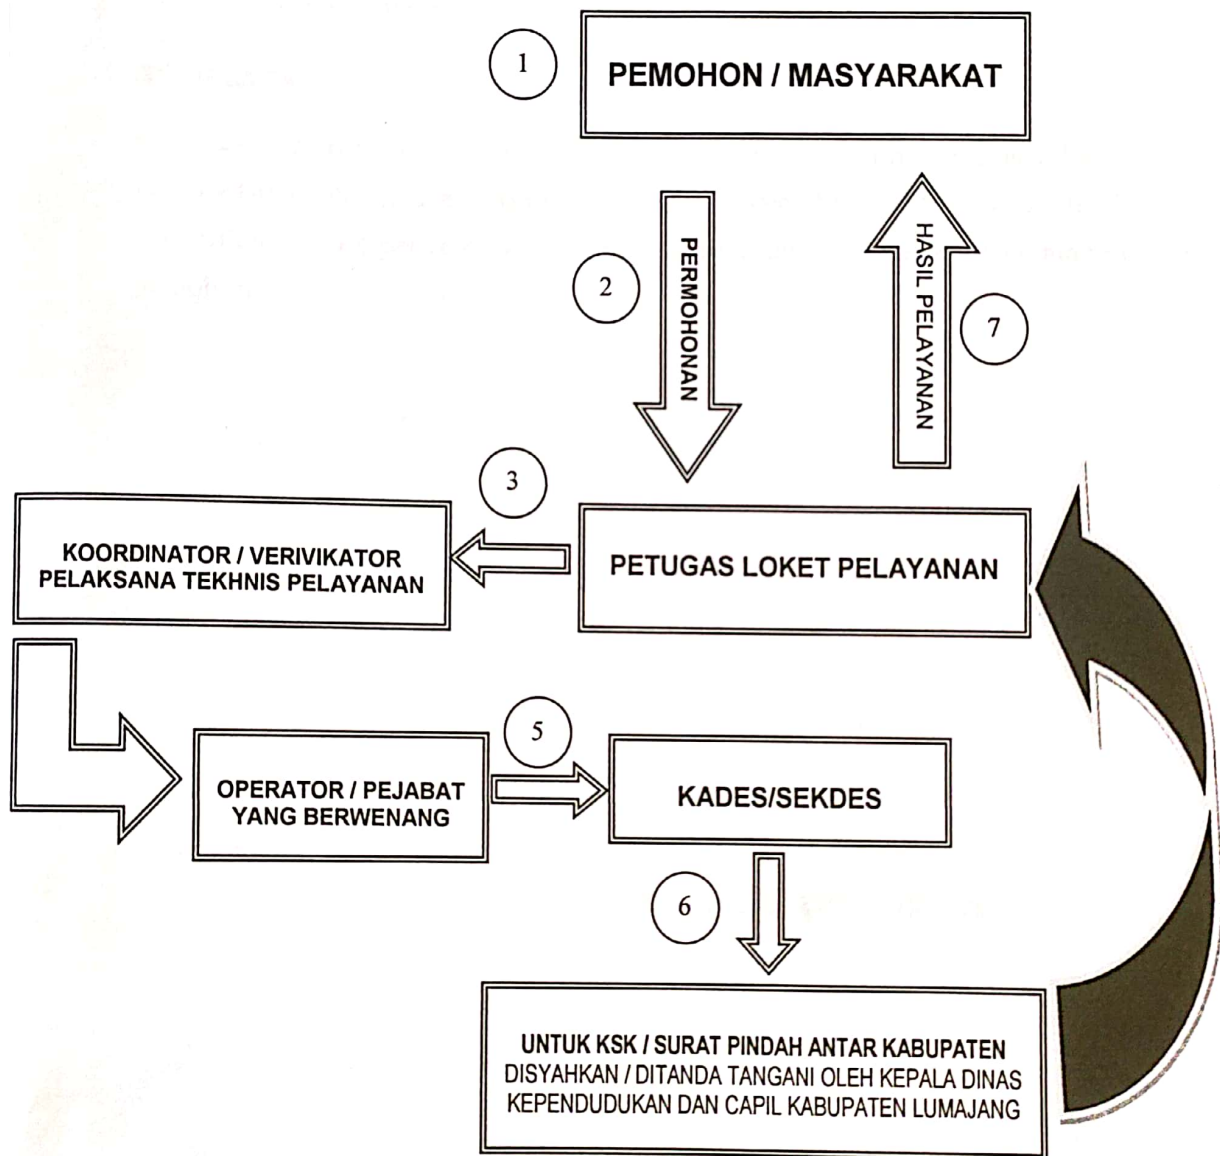 1
PEMOHON / MASYARAKAT
2
PERMOHONAN
HASIL PELAYANAN
7
3
KOORDINATOR / VERIVIKATOR
PELAKSANA TEKHNIS PELAYANAN
PETUGAS LOKET PELAYANAN
5
OPERATOR / PEJABAT
YANG BERWENANG
KADES/SEKDES
6
UNTUK KSK / SURAT PINDAH ANTAR KABUPATEN
DISYAHKAN / DITANDA TANGANI OLEH KEPALA DINAS
KEPENDUDUKAN DAN CAPIL KABUPATEN LUMAJANG